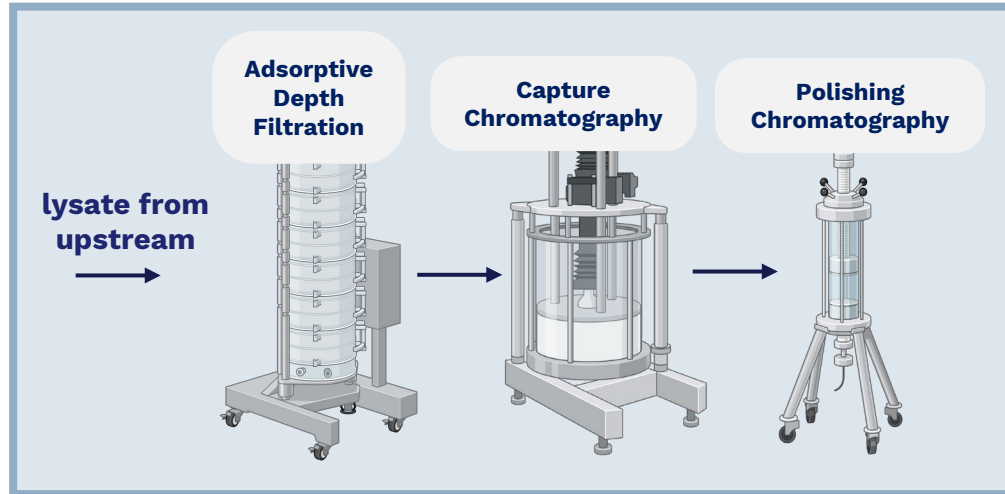 Adsorptive
Depth
Filtration
Capture
Chromatography
Polishing
Chromatography
lysate from
upstream